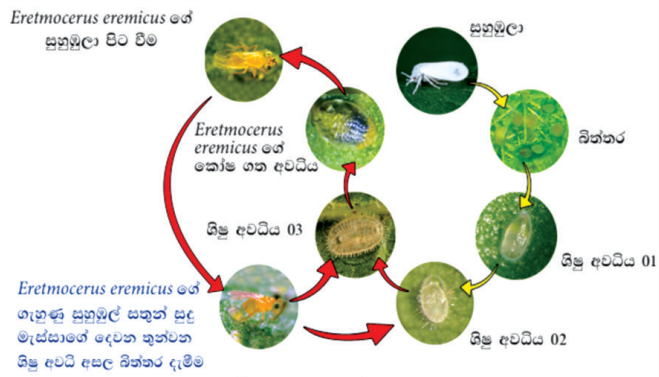 Eretmocerus eremicus ගේ
සුහුඹුලා පිට වීම
සුහුඹුලා
Eretmocerus
eremicus ගේ
කෝෂ ගත අවධිය
බිත්තර
ශිෂු අවධිය 03
ශිෂු අවධිය 01
Eretmocerus eremicus ගේ
ගැහුණු සුහුඹුල් සතුන් සුදු
මැස්සාගේ දෙවන තුන්වන
ශිෂු අවධි අසල බිත්තර දැමීම
ශිෂු අවධිය 02